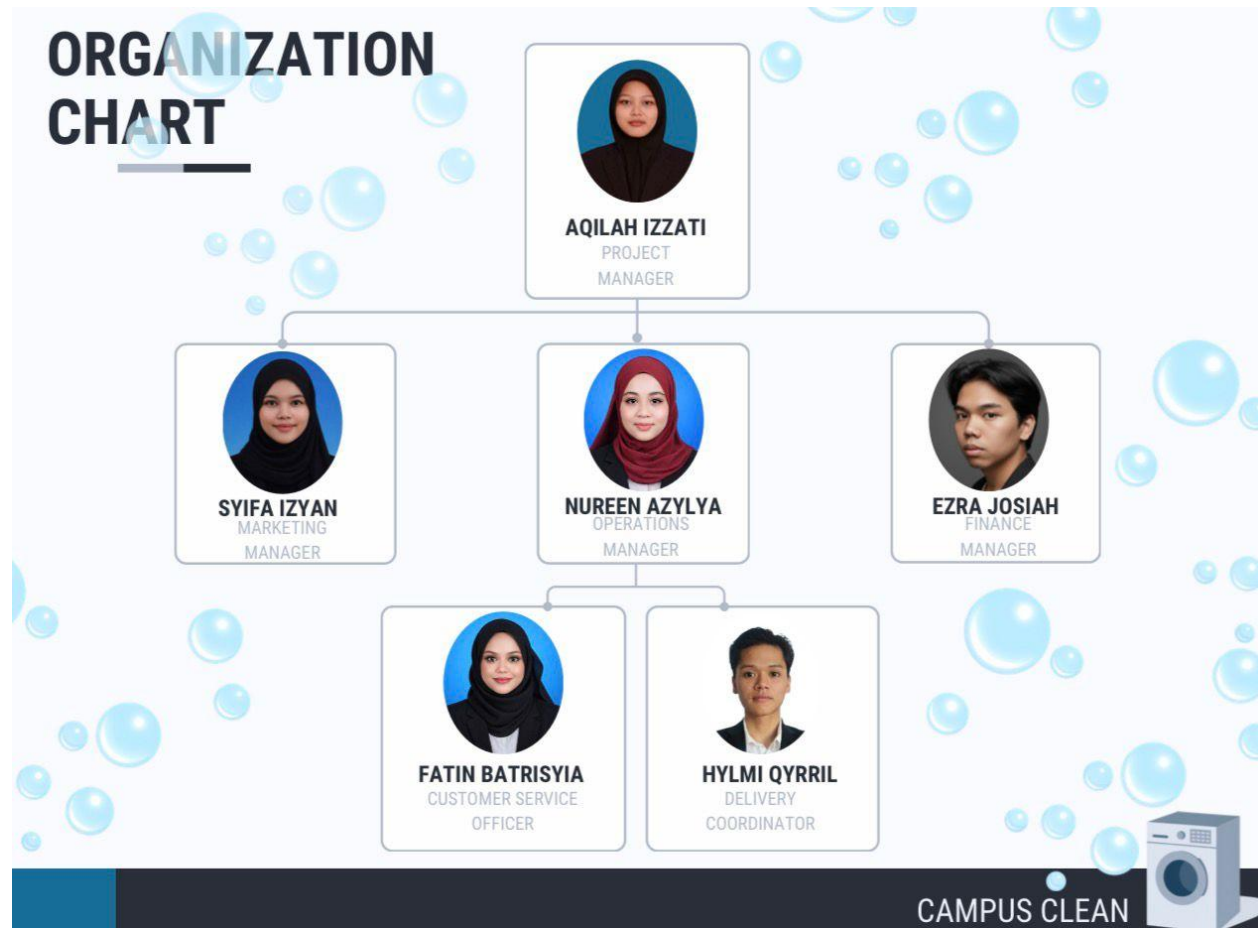 ORGANIZATION
CHART
AQILAH IZZATI
PROJECT
MANAGER
SYIFA IZYAN
MARKETING
MANAGER
NUREEN AZYLYA
OPERATIONS
MANAGER
EZRA JOSIAH
FINANCE
MANAGER
FATIN BATRISYIA
CUSTOMER SERVICE
OFFICER
HYLMI QYRRIL
DELIVERY
COORDINATOR
CAMPUS CLEAN